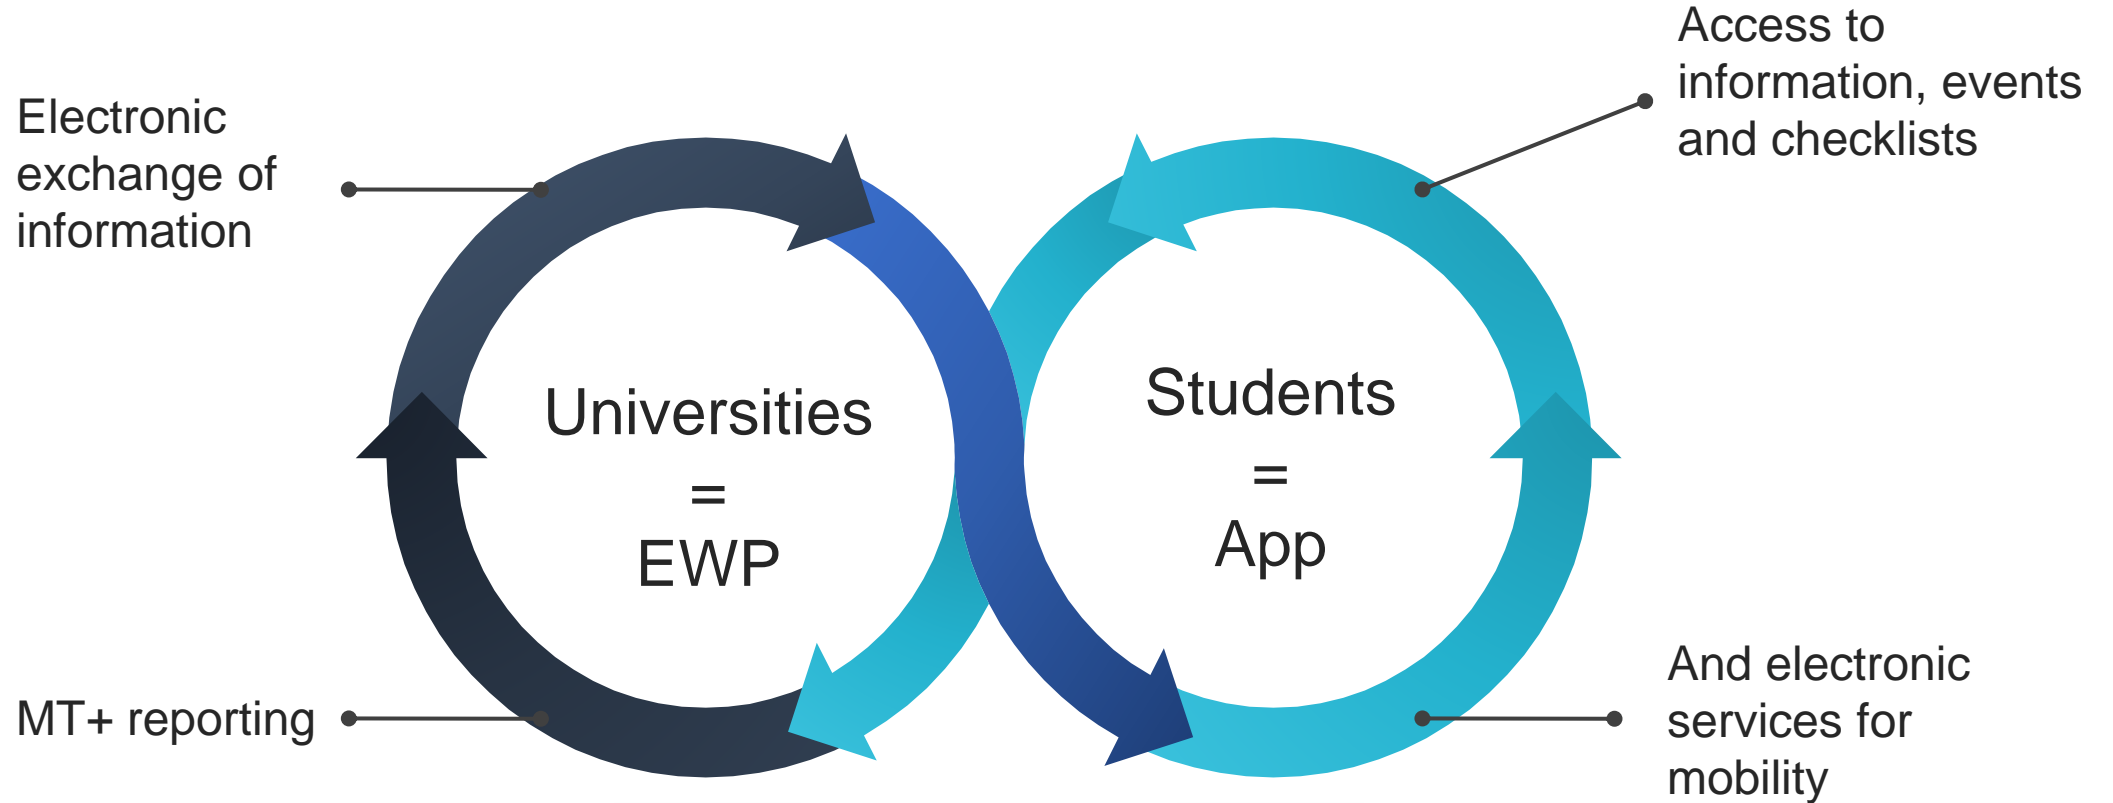 Electronic
exchange of
information
MT+ reporting
Universities
=
EWP
Students
=
App
Access to
information, events
and checklists
And electronic
services for
mobility